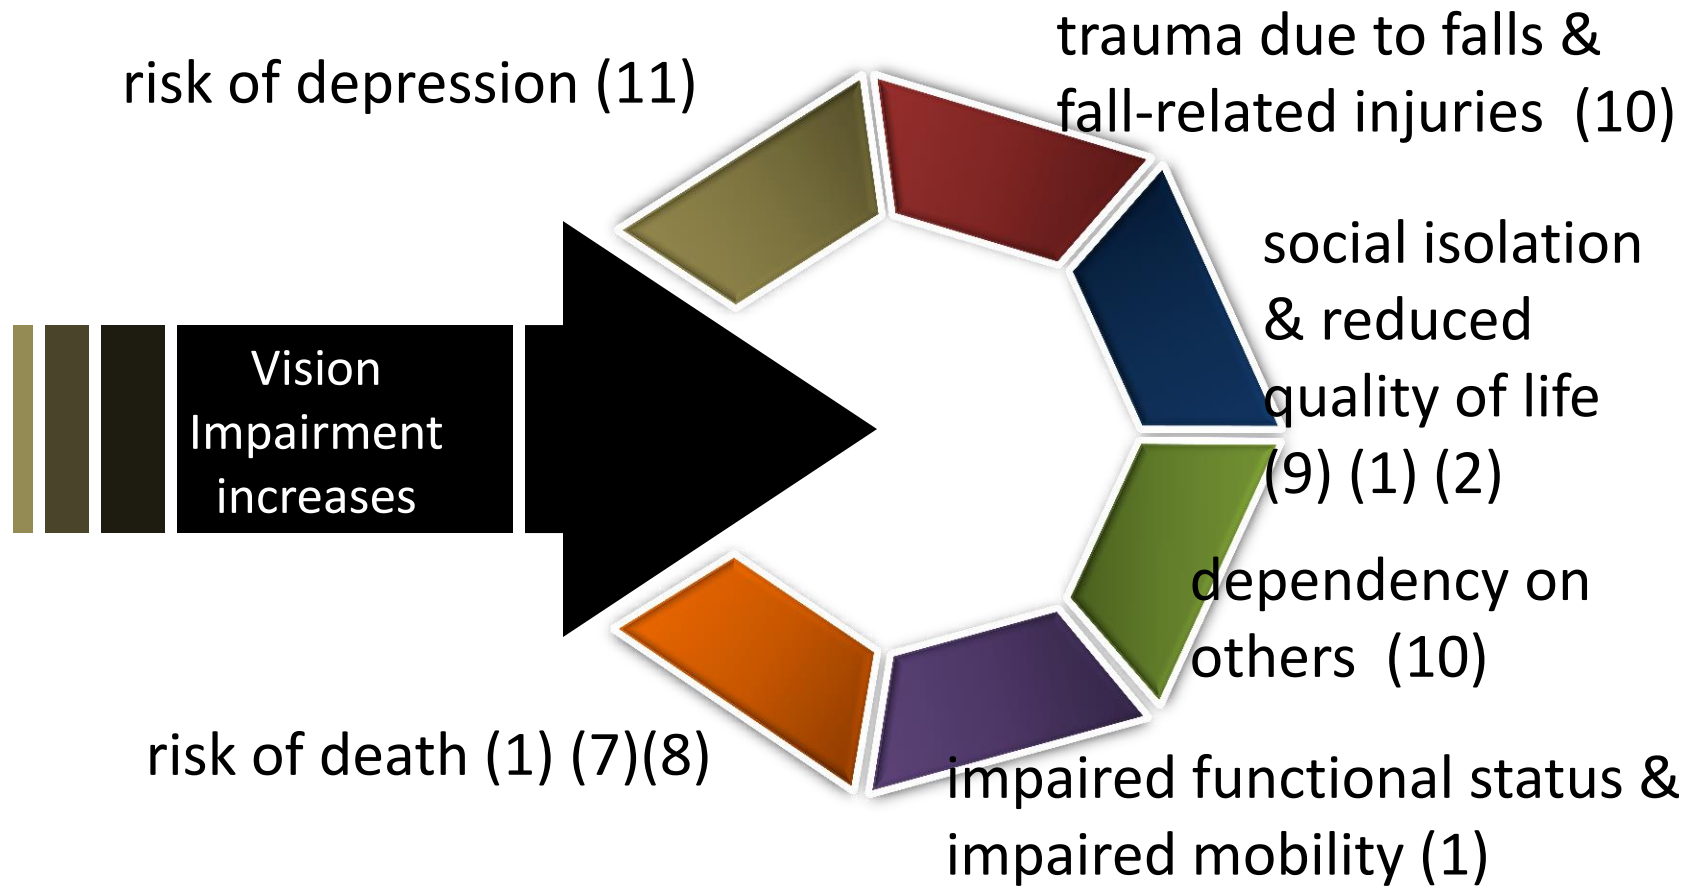 Vision
Impairment
increases
risk of depression (11)
trauma due to falls &
fall-related injuries  (10)
social isolation
& reduced
quality of life
(9) (1) (2)
dependency on
others  (10)
impaired functional status &
impaired mobility (1)
risk of death (1) (7)(8)